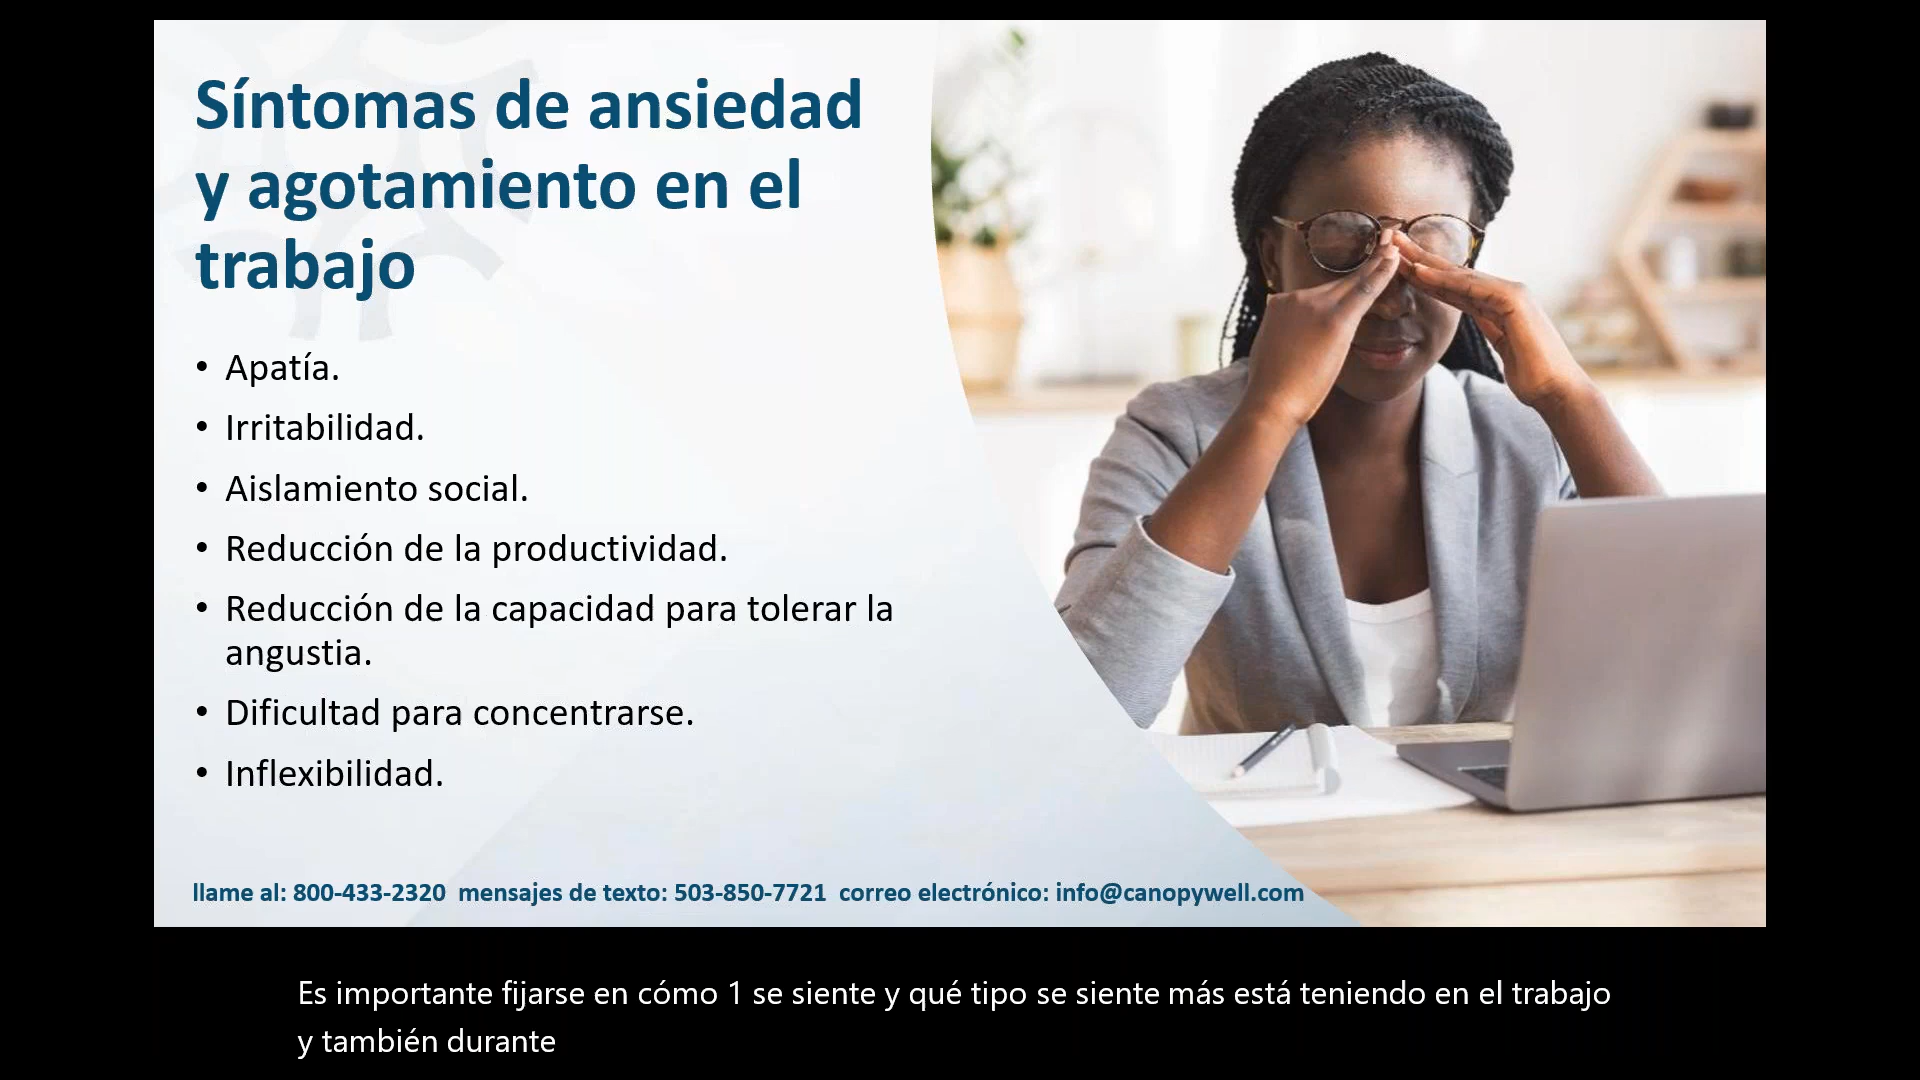 Síntomas de ansiedad
y agotamiento en el
trabajo
• Apatía.
• Irritabilidad.
• Aislamiento social.
• Reducción de la productividad.
• Reducción de la capacidad para tolerar la
angustia.
• Dificultad para concentrarse.
• Inflexibilidad.
llame al: 800-433-2320 mensajes de texto: 503-850-7721 correo electrónico: info@canopywell.com
Es importante fijarse en cómo 1 se siente y qué tipo se siente más está teniendo en el trabajo
y también durante